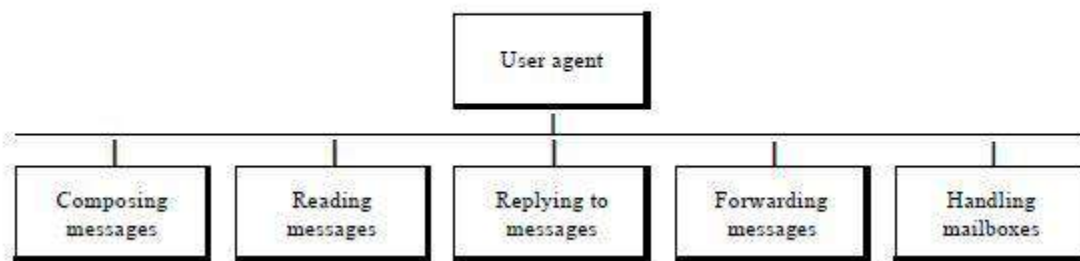 User agent
Composing
messages
Reading
messages
Replying to
messages
Forwarding
messages
Handling
mailboxes